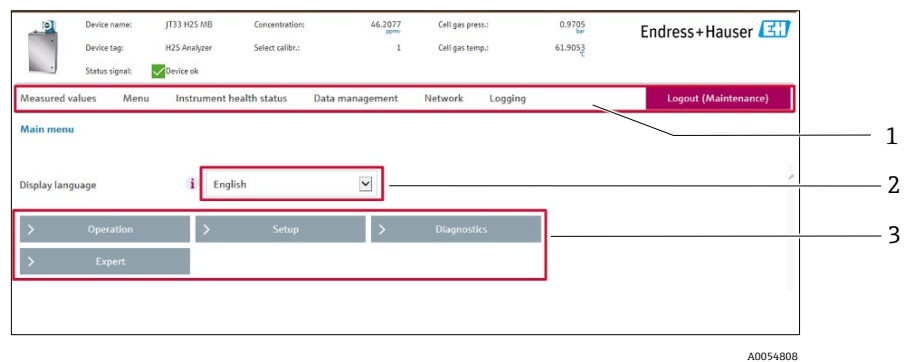 Device name: JT33 H2S MB Concentration: 46.2077 ppmv Cell gas press.: 0.9705 bar
Endress+Hauser EH
Device tag: H2S Analyzer Select calibr.: 1 Cell gas temp.: 61.9053 °C
Status signal: Device ok
Measured values Menu Instrument health status Data management Network Logging Logout (Maintenance)
1
Main menu
Display language i English
2
> Operation > Setup > Diagnostics
3
> Expert
A0054808